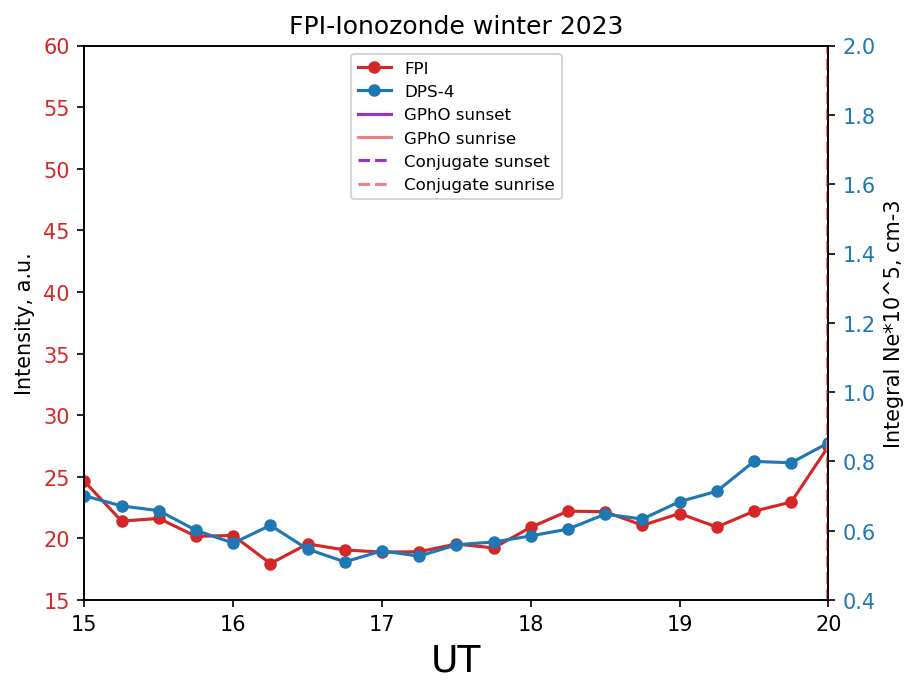 FPI-Ionozonde winter 2023
60
55
50
45
40
35
30
25
20
15
Intensity, a.u.
FPI
DPS-4
GPhO sunset
GPhO sunrise
Conjugate sunset
Conjugate sunrise
2.0
1.8
1.6
1.4
1.2
1.0
0.8
0.6
0.4
Integral Ne*10^5, cm-3
15 16 17 18 19 20
UT